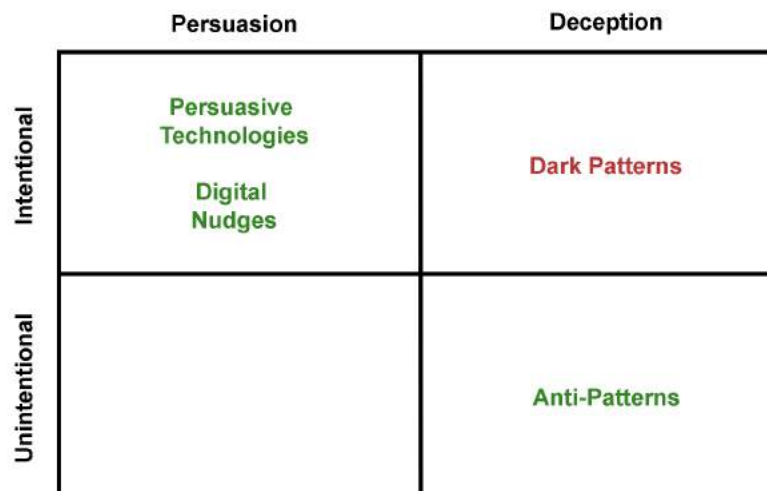 Persuasion
Deception
Intentional
Persuasive
Technologies
Digital
Nudges
Dark Patterns
Unintentional
Anti-Patterns